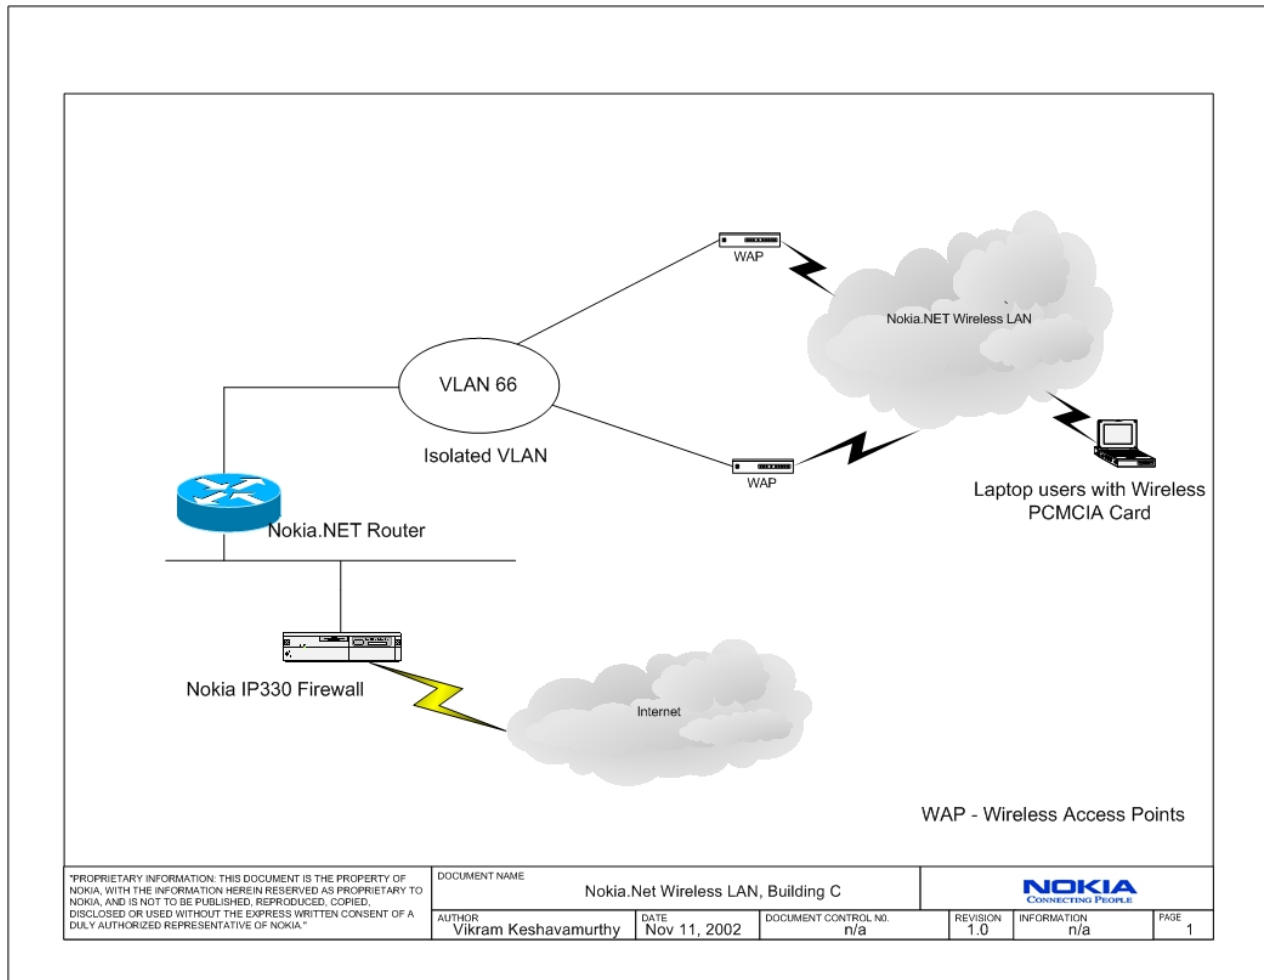 WAP
Nokia.NET Wireless LAN
VLAN 66
Isolated VLAN
WAP
Laptop users with Wireless
PCMCIA Card
Nokia.NET Router
Nokia IP330 Firewall
Internet
WAP - Wireless Access Points
"PROPRIETARY INFORMATION: THIS DOCUMENT IS THE PROPERTY OF
NOKIA, WITH THE INFORMATION HEREIN RESERVED AS PROPRIETARY TO
NOKIA, AND IS NOT TO BE PUBLISHED, REPRODUCED, COPIED,
DISCLOSED OR USED WITHOUT THE EXPRESS WRITTEN CONSENT OF A
DULY AUTHORIZED REPRESENTATIVE OF NOKIA."
DOCUMENT NAME
Nokia.Net Wireless LAN, Building C
NOKIA
CONNECTING PEOPLE
AUTHOR
Vikram Keshavamurthy
DATE
Nov 11, 2002
DOCUMENT CONTROL N0.
n/a
REVISION
1.0
INFORMATION
n/a
PAGE
1